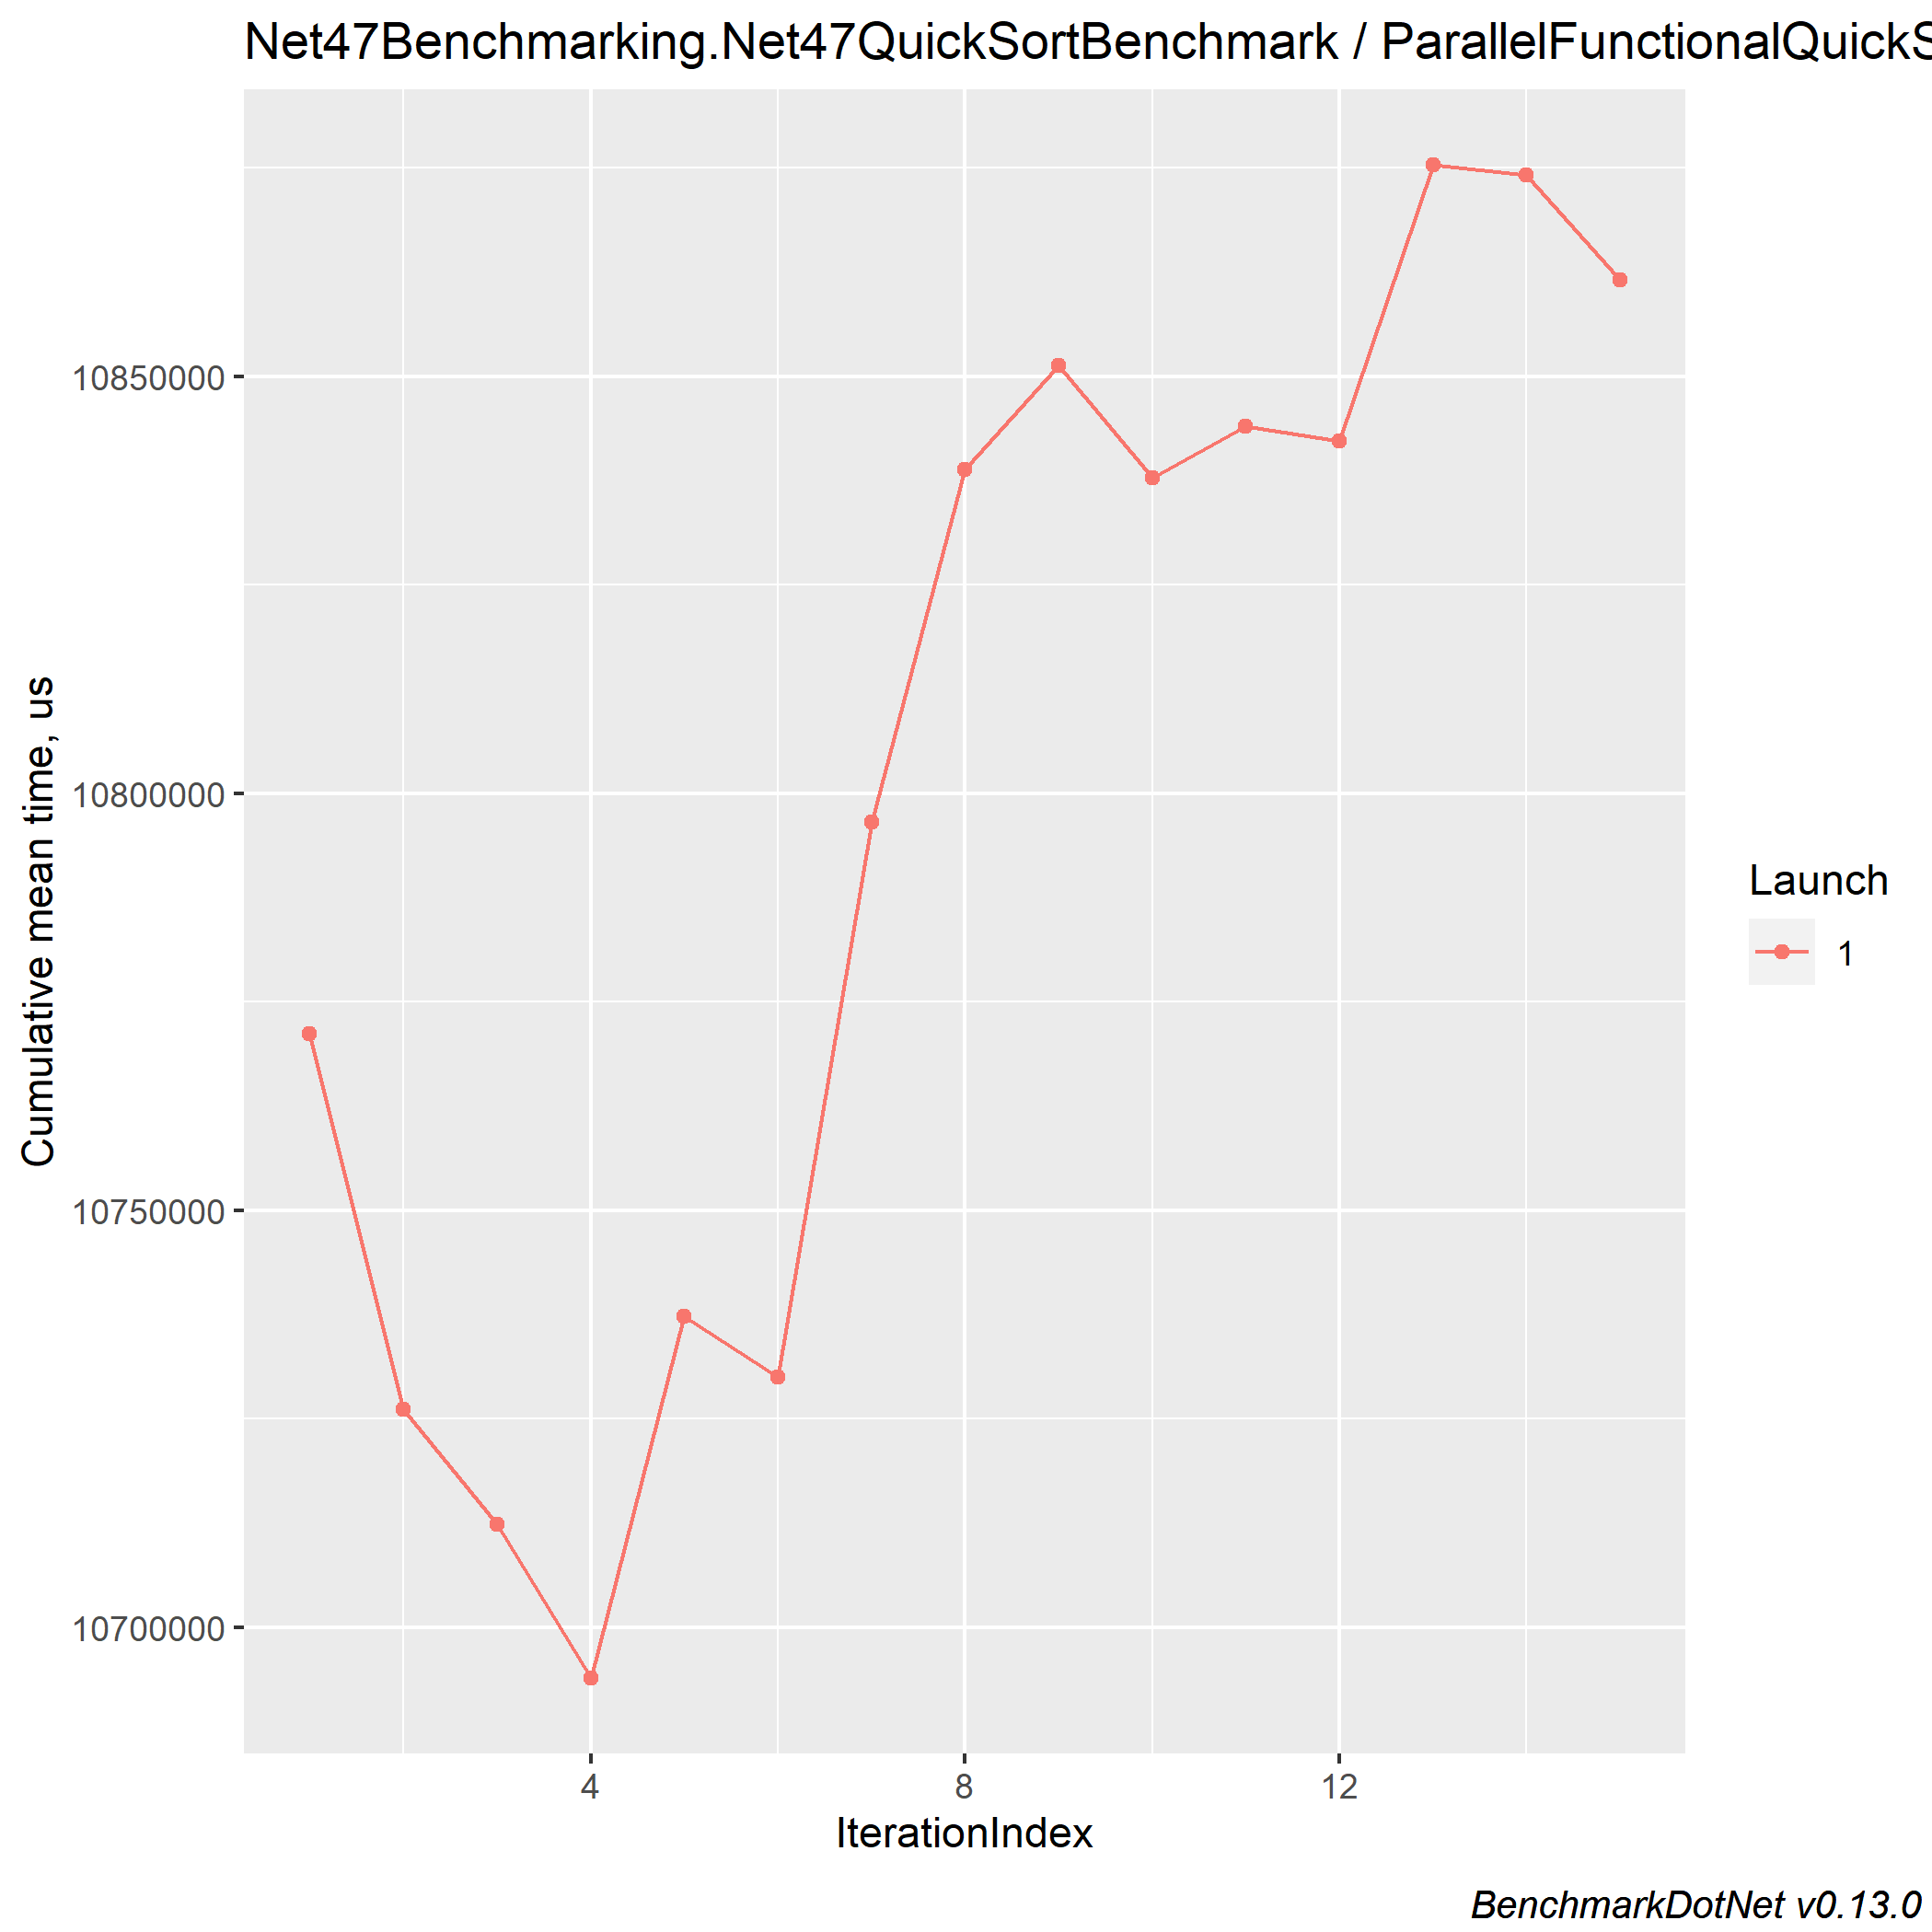 Net47Benchmarking.Net47QuickSortBenchmark / ParallelFunctionalQuickS
10850000
10800000
10750000
10700000
Cumulative mean time, us
4 8 12
IterationIndex
Launch
1
BenchmarkDotNet v0.13.0